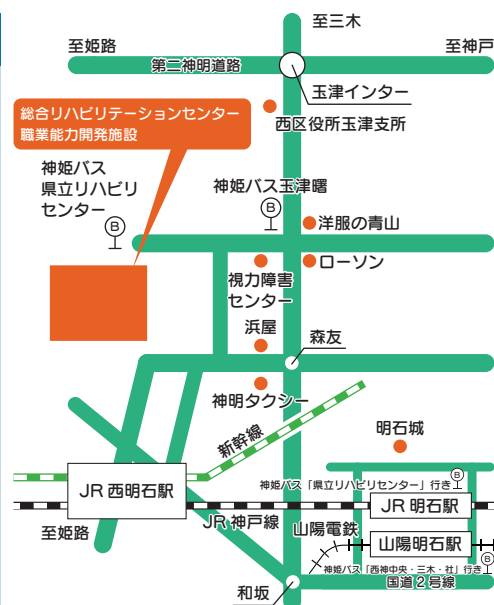 至三木
至姫路
至神戸
第二神明道路
玉津インター
総合リハビリテーションセンター
職業能力開発施設
西区役所玉津支所
神姫バス
県立リハビリ
センター
B
神姫バス玉津曙
B
洋服の青山
視力障害
センター
ローソン
浜屋
森友
神明タクシー
新幹線
明石城
神姫バス「県立リハビリセンター」行き
B
JR 西明石駅
JR 明石駅
至姫路
JR 神戸線
山陽電鉄
山陽明石駅
B
神姫バス「西神中央・三木・社」行き
国道2号線
和坂